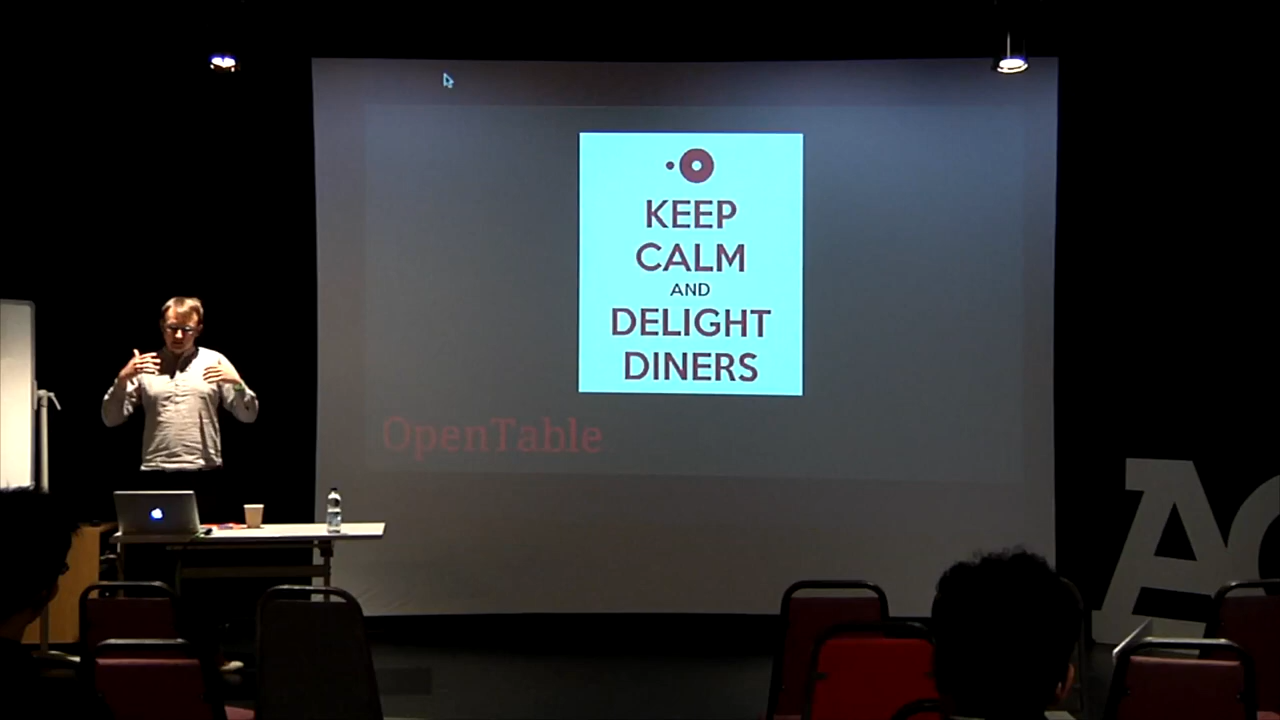 KEEP
CALM
AND
DELIGHT
DINERS
OpenTable